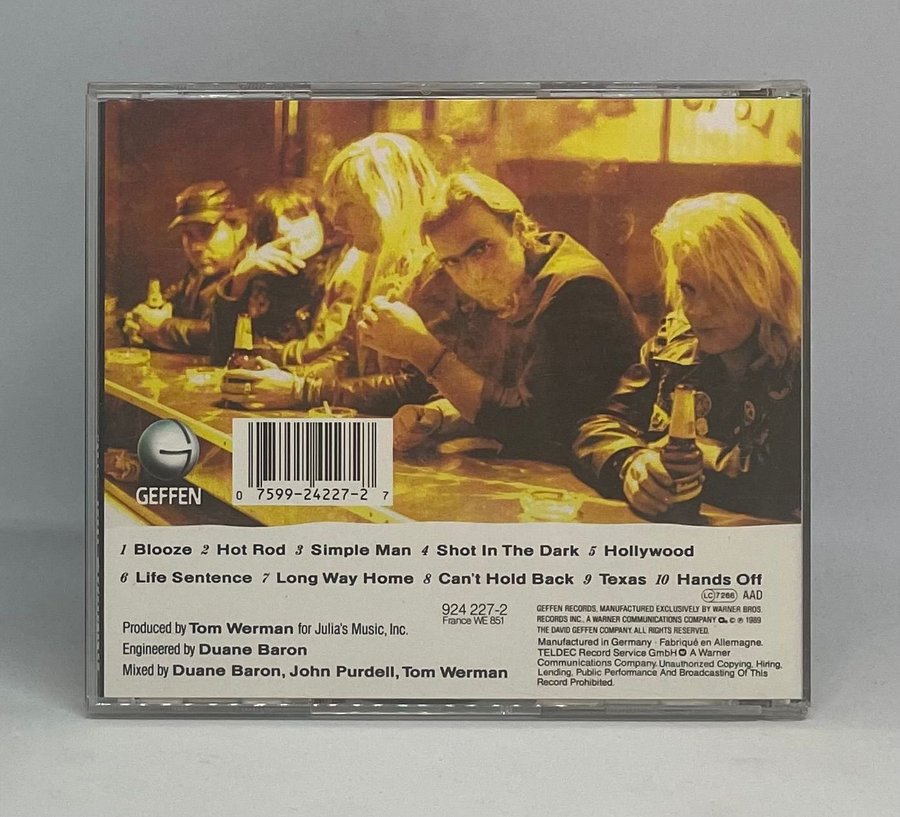 GEFFEN
0 7599-24227-2 7
1 Blooze 2 Hot Rod 3 Simple Man 4 Shot In The Dark 5 Hollywood
6 Life Sentence 7 Long Way Home 8 Can't Hold Back 9 Texas 10 Hands Off
LC 7266 AAD
Produced by Tom Werman for Julia's Music, Inc.
Engineered by Duane Baron
Mixed by Duane Baron, John Purdell, Tom Werman
924 227-2
France WE 851
GEFFEN RECORDS, MANUFACTURED EXCLUSIVELY BY WARNER BROS.
RECORDS INC., A WARNER COMMUNICATIONS COMPANY © ℗ 1989
THE DAVID GEFFEN COMPANY. ALL RIGHTS RESERVED.
Manufactured in Germany · Fabriqué en Allemagne.
TELDEC Record Service GmbH A Warner
Communications Company. Unauthorized Copying, Hiring,
Lending, Public Performance And Broadcasting Of This
Record Prohibited.